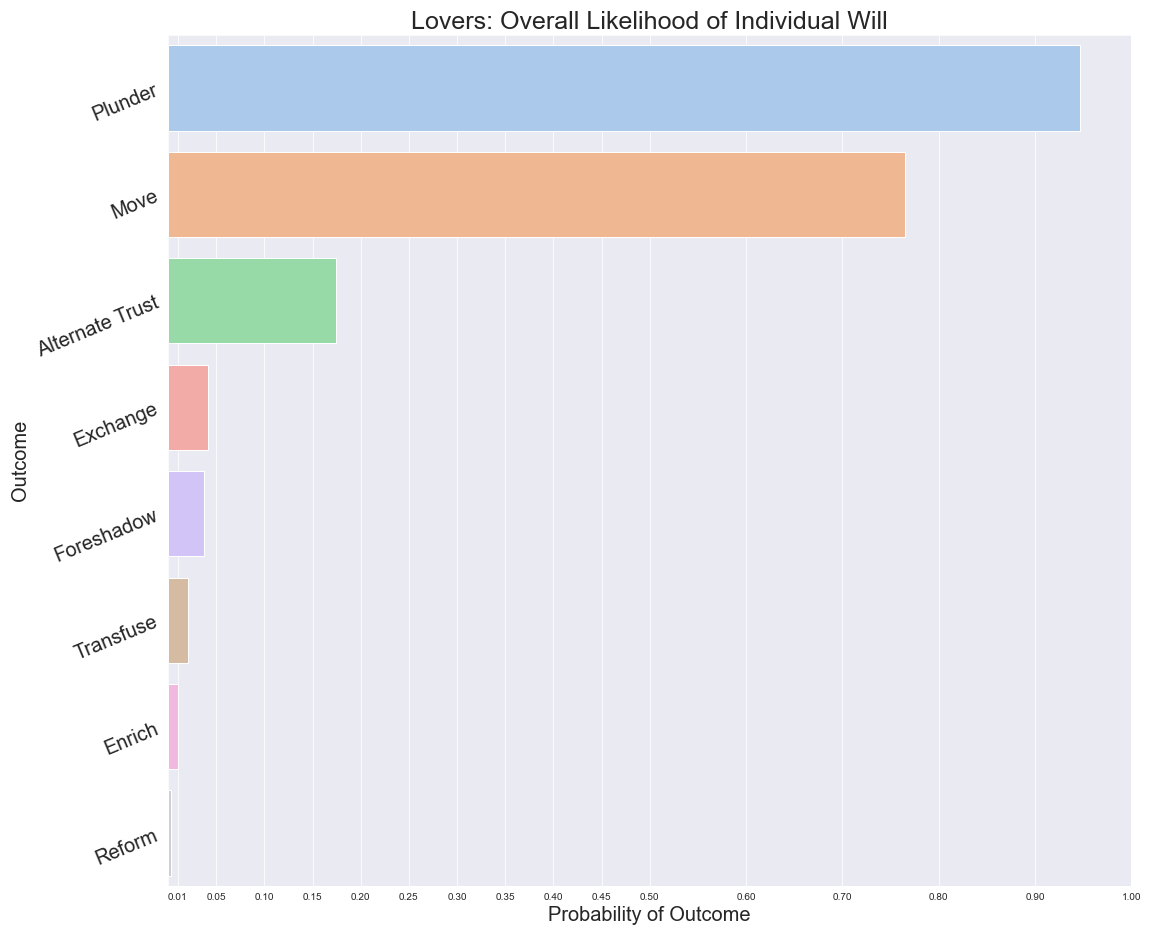 Lovers: Overall Likelihood of Individual Will
Plunder
Move
Alternate Trust
Exchange
Foreshadow
Transfuse
Enrich
Reform
Outcome
0.01 0.05 0.10 0.15 0.20 0.25 0.30 0.35 0.40 0.45 0.50 0.60 0.70 0.80 0.90 1.00
Probability of Outcome